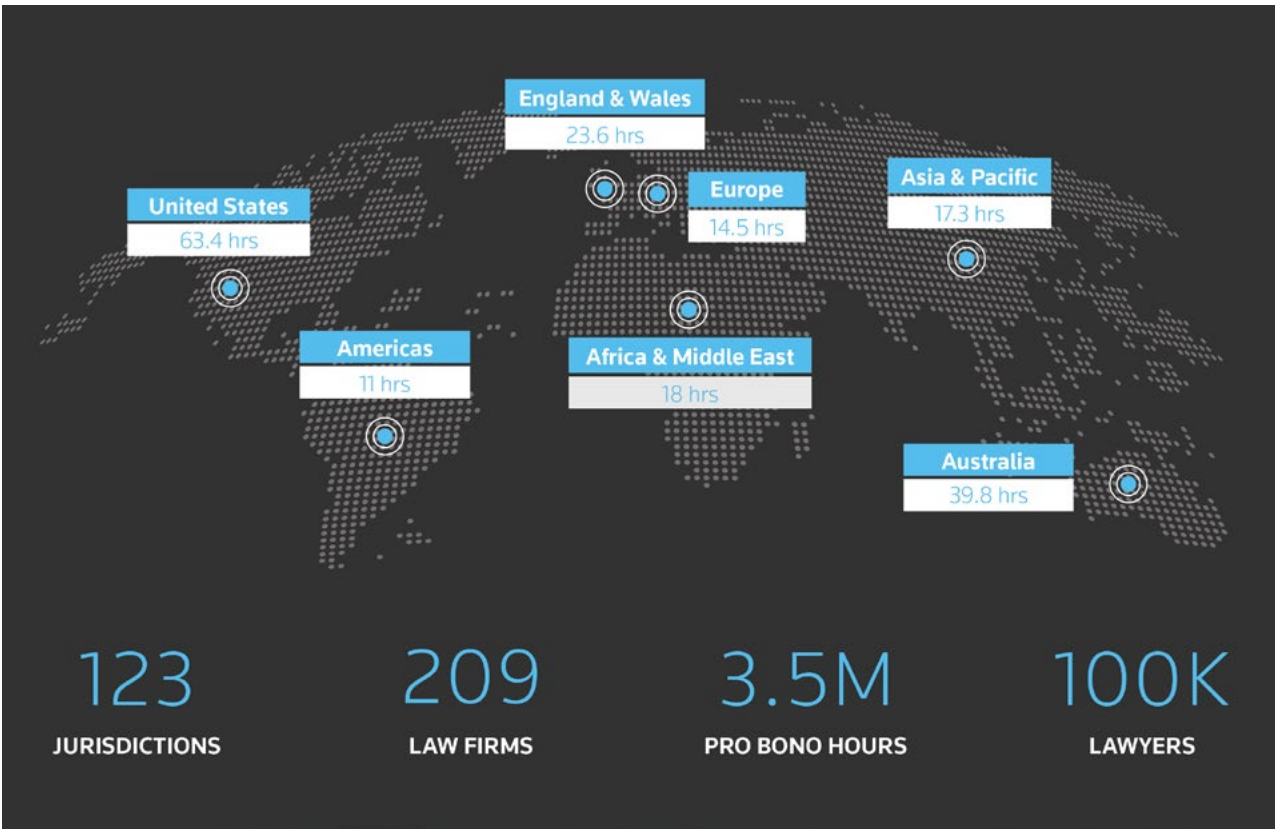 England & Wales
23.6 hrs
United States
63.4 hrs
Europe
14.5 hrs
Asia & Pacific
17.3 hrs
Americas
11 hrs
Africa & Middle East
18 hrs
Australia
39.8 hrs
123
JURISDICTIONS
209
LAW FIRMS
3.5M
PRO BONO HOURS
100K
LAWYERS